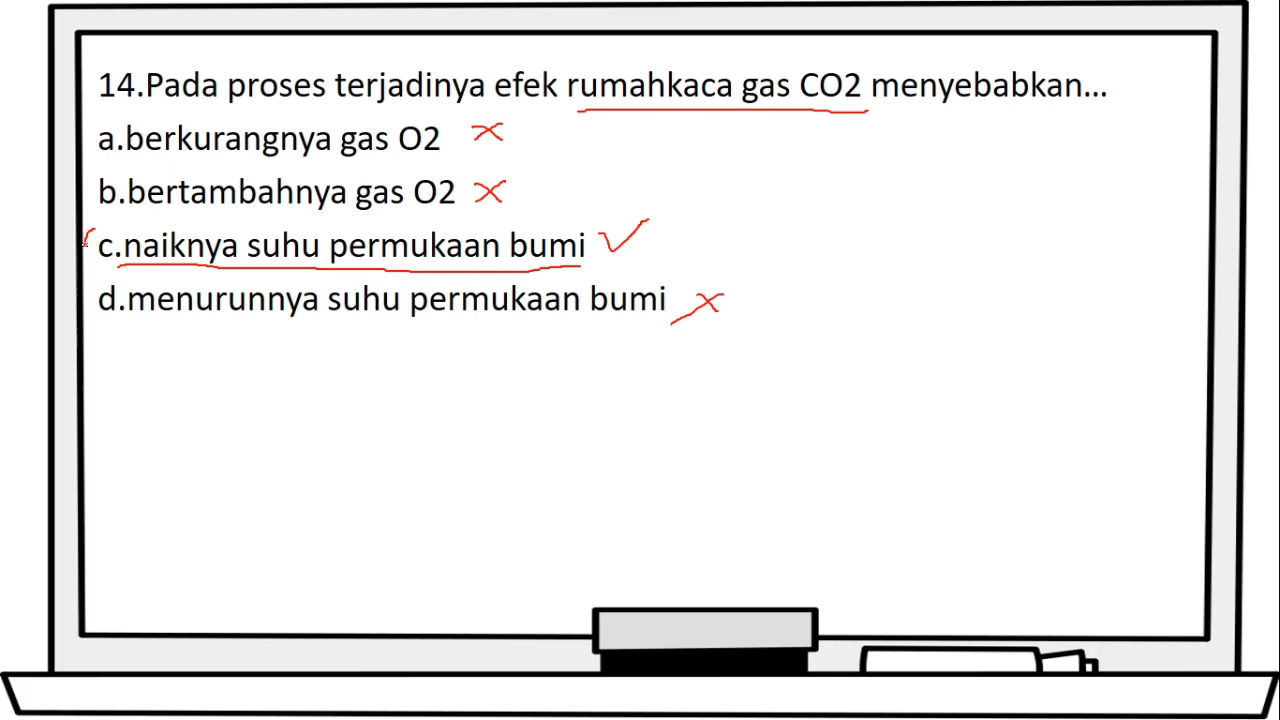 14.Pada proses terjadinya efek rumahkaca gas CO2 menyebabkan...
a.berkurangnya gas O2
b.bertambahnya gas O2
c.naiknya suhu permukaan bumi
d.menurunnya suhu permukaan bumi